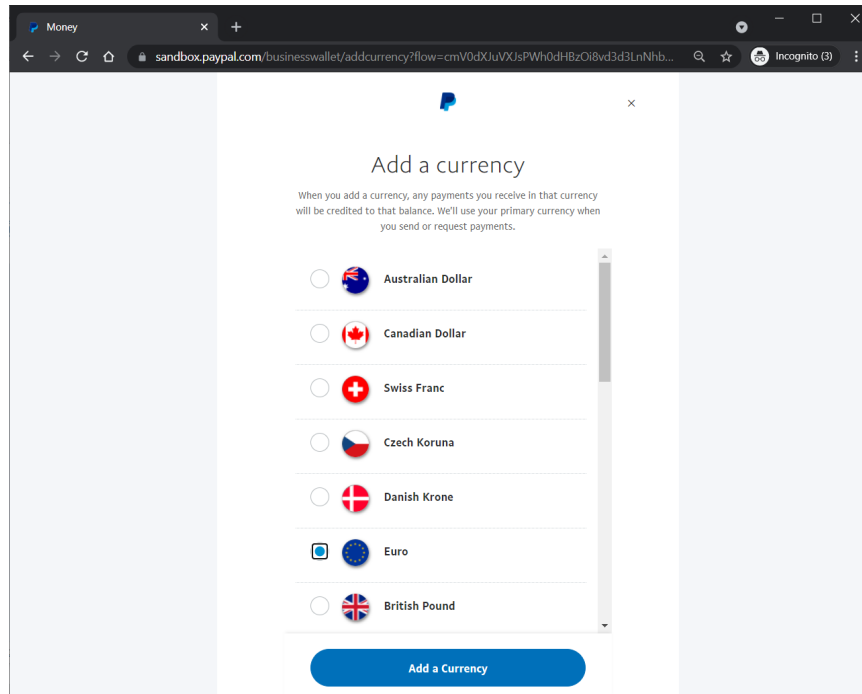 Money
sandbox.paypal.com/businesswallet/addcurrency?flow=cmV0dXJuVXJsPWh0dHBzOi8vd3d3LnNhb...
Incognito (3)
Add a currency
When you add a currency, any payments you receive in that currency
will be credited to that balance. We'll use your primary currency when
you send or request payments.
Australian Dollar
Canadian Dollar
Swiss Franc
Czech Koruna
Danish Krone
Euro
British Pound
Add a Currency